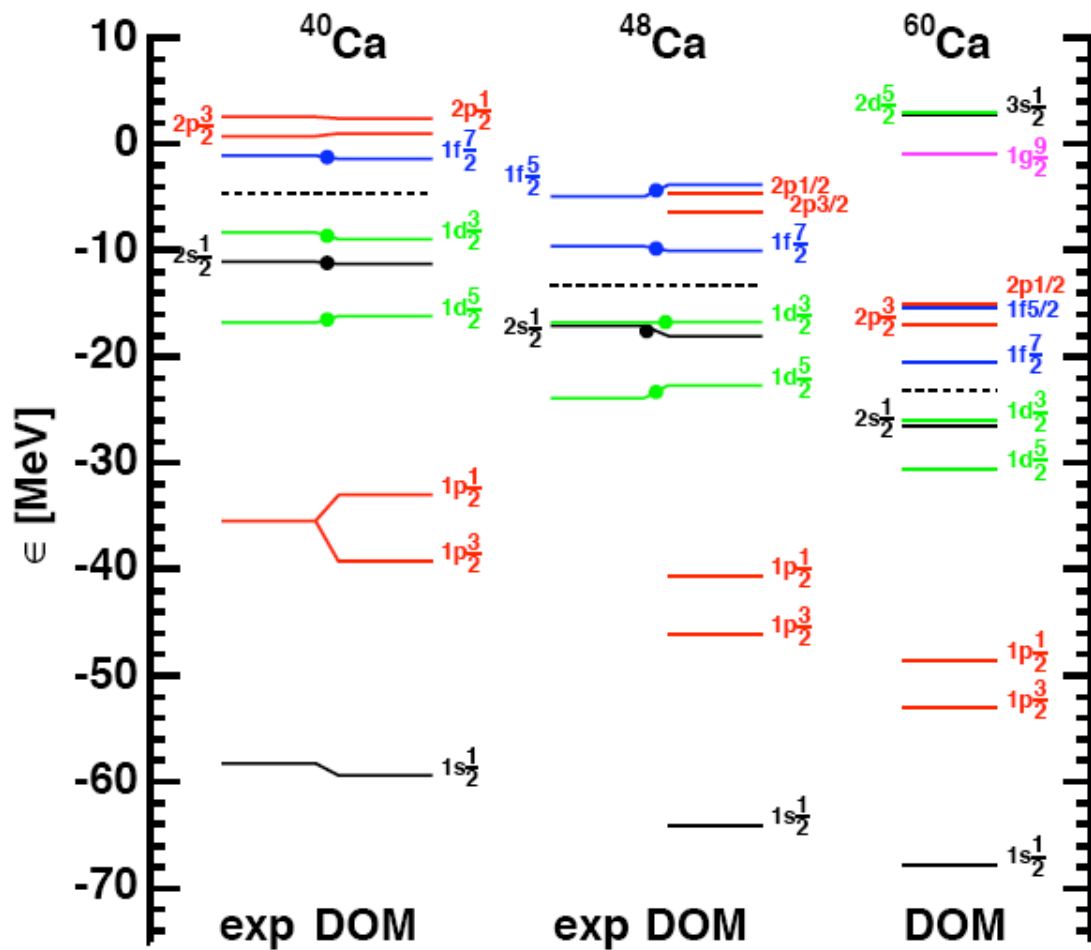 ⁴⁰Ca ⁴⁸Ca ⁶⁰Ca
10
0
-10
-20
-30
-40
-50
-60
-70
ϵ [MeV]
2p3/2
2p1/2
1f7/2
2s1/2
1d3/2
1d5/2
1p1/2
1p3/2
1s1/2
1f5/2
2p1/2
2p3/2
1f7/2
2s1/2
1d3/2
1d5/2
1p1/2
1p3/2
1s1/2
2d5/2
3s1/2
1g9/2
2p1/2
2p3/2
1f5/2
1f7/2
2s1/2
1d3/2
1d5/2
1p1/2
1p3/2
1s1/2
exp DOM exp DOM DOM